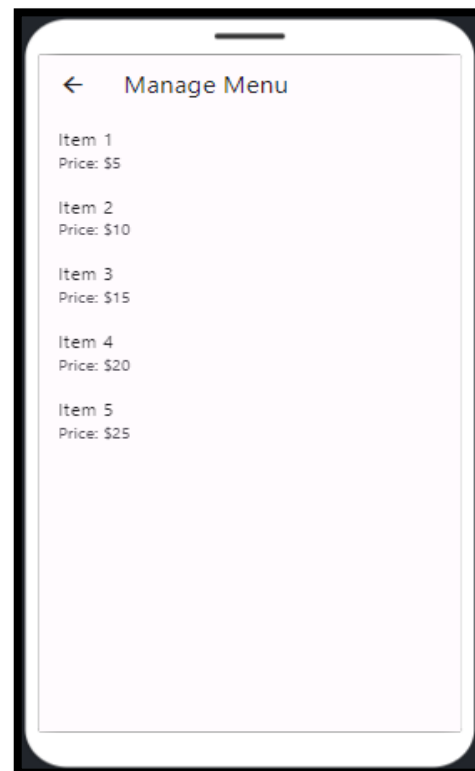 Manage Menu
Item 1
Price: $5
Item 2
Price: $10
Item 3
Price: $15
Item 4
Price: $20
Item 5
Price: $25